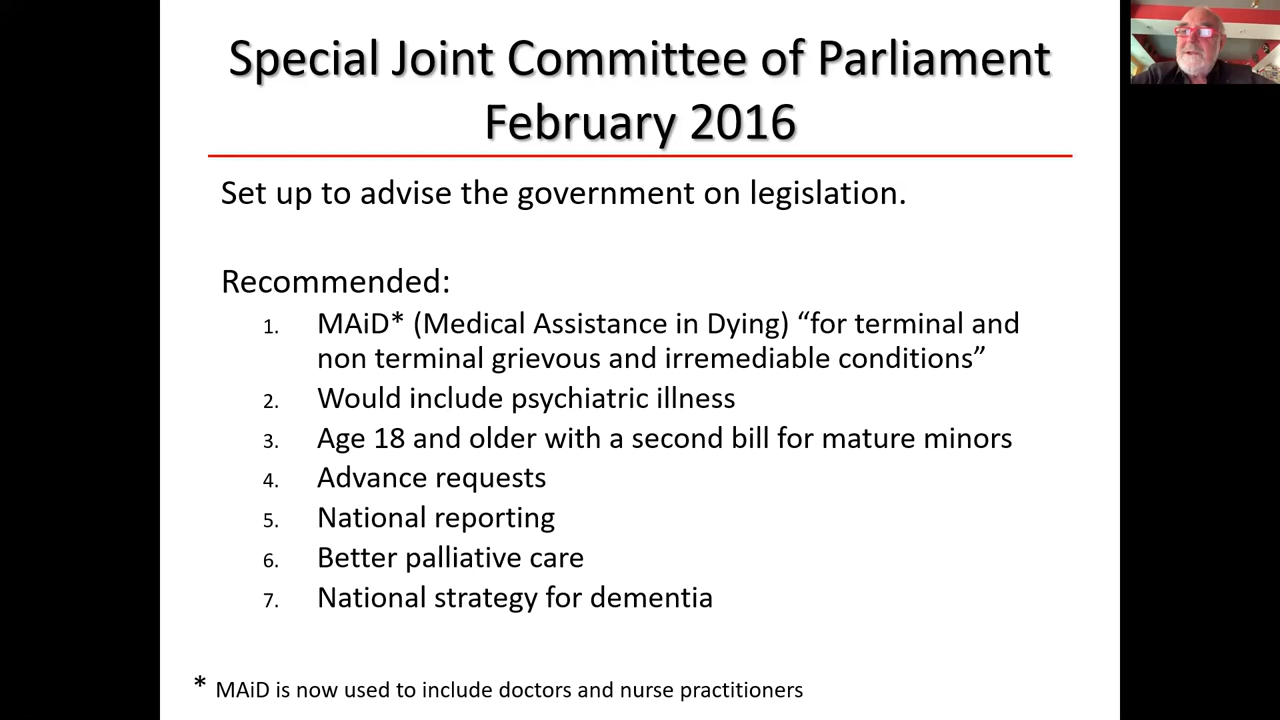 Special Joint Committee of Parliament
February 2016
Set up to advise the government on legislation.
Recommended:
1. MAiD* (Medical Assistance in Dying) “for terminal and
non terminal grievous and irremediable conditions”
2. Would include psychiatric illness
3. Age 18 and older with a second bill for mature minors
4. Advance requests
5. National reporting
6. Better palliative care
7. National strategy for dementia
* MAiD is now used to include doctors and nurse practitioners